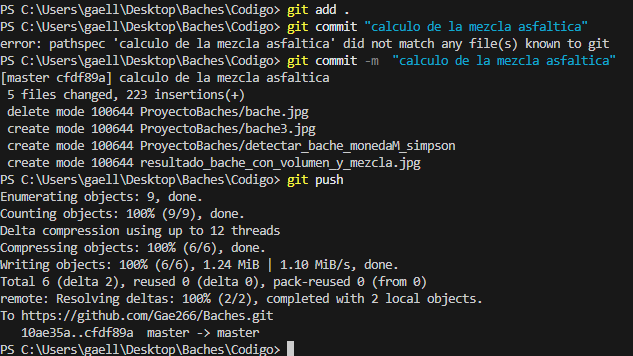 PS C:\Users\gaell\Desktop\Baches\Codigo> git add .
PS C:\Users\gaell\Desktop\Baches\Codigo> git commit "calculo de la mezcla asfaltica"
error: pathspec 'calculo de la mezcla asfaltica' did not match any file(s) known to git
PS C:\Users\gaell\Desktop\Baches\Codigo> git commit -m  "calculo de la mezcla asfaltica"
[master cfdf89a] calculo de la mezcla asfaltica
 5 files changed, 223 insertions(+)
 delete mode 100644 ProyectoBaches/bache.jpg
 create mode 100644 ProyectoBaches/bache3.jpg
 create mode 100644 ProyectoBaches/detectar_bache_monedaM_simpson
 create mode 100644 resultado_bache_con_volumen_y_mezcla.jpg
PS C:\Users\gaell\Desktop\Baches\Codigo> git push
Enumerating objects: 9, done.
Counting objects: 100% (9/9), done.
Delta compression using up to 12 threads
Compressing objects: 100% (6/6), done.
Writing objects: 100% (6/6), 1.24 MiB | 1.10 MiB/s, done.
Total 6 (delta 2), reused 0 (delta 0), pack-reused 0 (from 0)
remote: Resolving deltas: 100% (2/2), completed with 2 local objects.
To https://github.com/Gae266/Baches.git
   10ae35a..cfdf89a  master -> master
PS C:\Users\gaell\Desktop\Baches\Codigo>